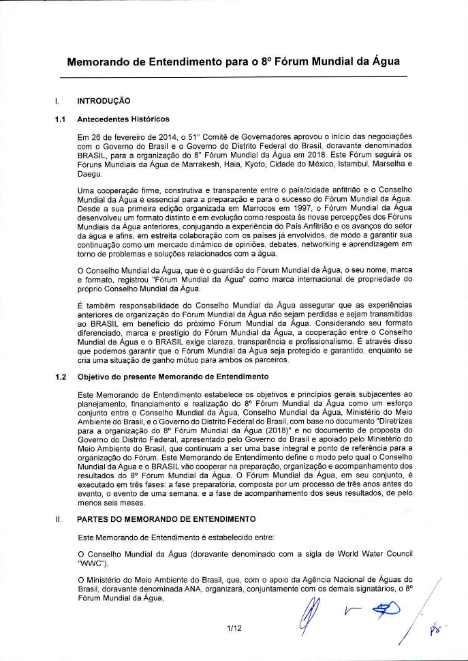 Memorando de Entendimento para o 8º Fórum Mundial da Água
I. INTRODUÇÃO
1.1 Antecedentes Históricos
Em 26 de fevereiro de 2014, o 51° Comitê de Governadores aprovou o início das negociações
com o Governo do Brasil e o Governo do Distrito Federal do Brasil, doravante denominados
BRASIL, para a organização do 8° Fórum Mundial da Água em 2018. Este Fórum seguirá os
Fóruns Mundiais da Água de Marrakesh, Haia, Kyoto, Cidade do México, Istambul, Marselha e
Daegu.
Uma cooperação firme, construtiva e transparente entre o país/cidade anfitrião e o Conselho
Mundial da Água é essencial para a preparação e para o sucesso do Fórum Mundial da Água.
Desde a sua primeira edição organizada em Marrocos em 1997, o Fórum Mundial da Água
desenvolveu um formato distinto e em evolução como resposta às novas percepções dos Fóruns
Mundiais da Água anteriores, conjugando a experiência do País Anfitrião e os avanços do setor
da água e afins, em estreita colaboração com os países já envolvidos, de modo a garantir sua
continuação como um mercado dinâmico de opiniões, debates, networking e aprendizagem em
torno de problemas e soluções relacionados com a água.
O Conselho Mundial da Água, que é o guardião do Fórum Mundial da Água, o seu nome, marca
e formato, registrou "Fórum Mundial da Água" como marca internacional de propriedade do
próprio Conselho Mundial da Água.
É também responsabilidade do Conselho Mundial da Água assegurar que as experiências
anteriores de organização do Fórum Mundial da Água não sejam perdidas e sejam transmitidas
ao BRASIL em benefício do próximo Fórum Mundial da Água. Considerando seu formato
diferenciado, marca e prestígio do Fórum Mundial da Água, a cooperação entre o Conselho
Mundial da Água e o BRASIL exige clareza, transparência e profissionalismo. É através disso
que podemos garantir que o Fórum Mundial da Água seja protegido e garantido, enquanto se
cria uma situação de ganho mútuo para ambos os parceiros.
1.2 Objetivo do presente Memorando de Entendimento
Este Memorando de Entendimento estabelece os objetivos e princípios gerais subjacentes ao
planejamento, financiamento e realização do 8º Fórum Mundial da Água como um esforço
conjunto entre o Conselho Mundial da Água, Conselho Mundial da Água, Ministério do Meio
Ambiente do Brasil, e o Governo do Distrito Federal do Brasil, com base no documento "Diretrizes
para a organização do 8º Fórum Mundial da Água (2018)" e no documento de proposta do
Governo do Distrito Federal, apresentado pelo Governo do Brasil e apoiado pelo Ministério do
Meio Ambiente do Brasil, que continuam a ser uma base integral e ponto de referência para a
organização do Fórum. Este Memorando de Entendimento define o modo pelo qual o Conselho
Mundial da Água e o BRASIL vão cooperar na preparação, organização e acompanhamento dos
resultados do 8º Fórum Mundial da Água. O Fórum Mundial da Água, em seu conjunto, é
executado em três fases: a fase preparatória, composta por um processo de três anos antes do
evento, o evento de uma semana, e a fase de acompanhamento dos seus resultados, de pelo
menos seis meses.
II. PARTES DO MEMORANDO DE ENTENDIMENTO
Este Memorando de Entendimento é estabelecido entre:
O Conselho Mundial da Água (doravante denominado com a sigla de World Water Council
"WWC"),
O Ministério do Meio Ambiente do Brasil, que, com o apoio da Agência Nacional de Águas do
Brasil, doravante denominada ANA, organizará, conjuntamente com os demais signatários, o 8º
Fórum Mundial da Água,
1/12